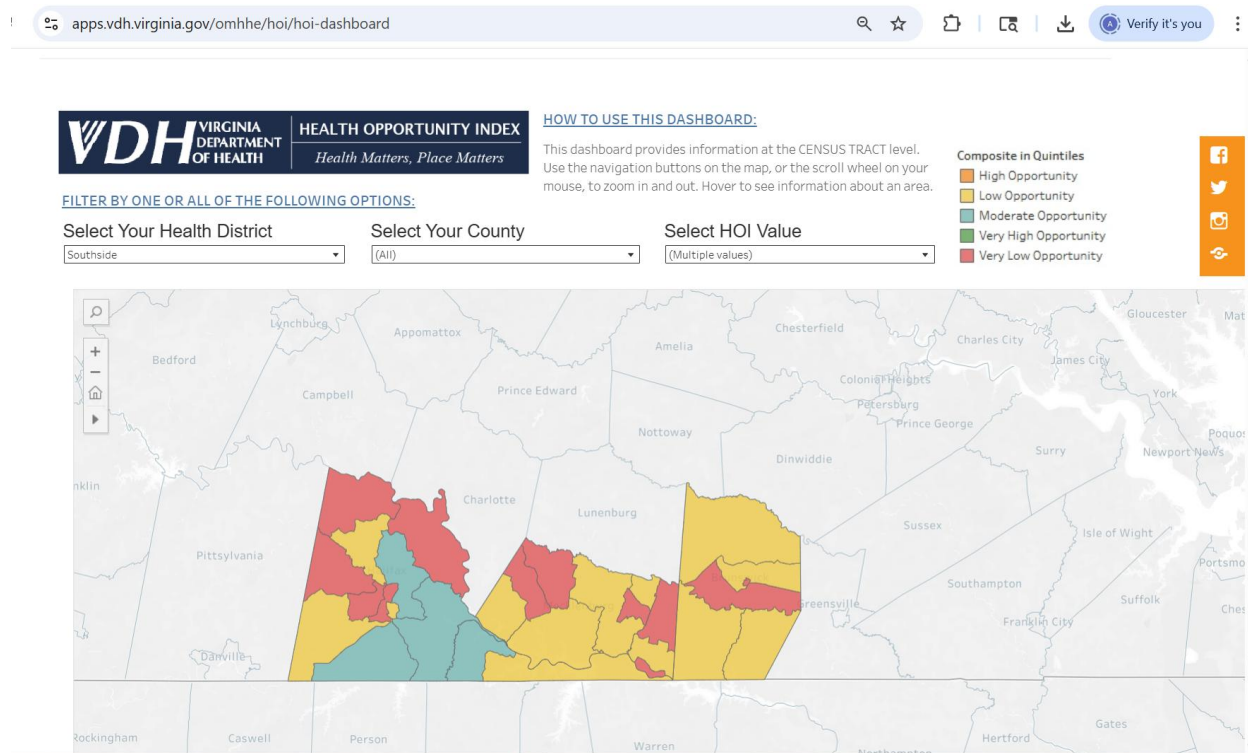 apps.vdh.virginia.gov/omhhe/hoi/hoi-dashboard
Verify it's you
VDH VIRGINIA DEPARTMENT OF HEALTH
HEALTH OPPORTUNITY INDEX
Health Matters, Place Matters
HOW TO USE THIS DASHBOARD:
This dashboard provides information at the CENSUS TRACT level.
Use the navigation buttons on the map, or the scroll wheel on your
mouse, to zoom in and out. Hover to see information about an area.
Composite in Quintiles
High Opportunity
Low Opportunity
Moderate Opportunity
Very High Opportunity
Very Low Opportunity
FILTER BY ONE OR ALL OF THE FOLLOWING OPTIONS:
Select Your Health District
Southside
Select Your County
(All)
Select HOI Value
(Multiple values)
Lynchburg
Appomattox
Chesterfield
Gloucester
Mat
Bedford
Amelia
Charles City
James City
Campbell
Prince Edward
Colonial Heights
York
Petersburg
Prince George
Nottoway
Poquos
Dinwiddie
Surry
Newport News
nklin
Charlotte
Lunenburg
Sussex
Isle of Wight
Pittsylvania
Portsmo
Southampton
Suffolk
Greensville
Ches
Franklin City
Danville
Rockingham
Caswell
Person
Warren
Northampton
Hertford
Gates